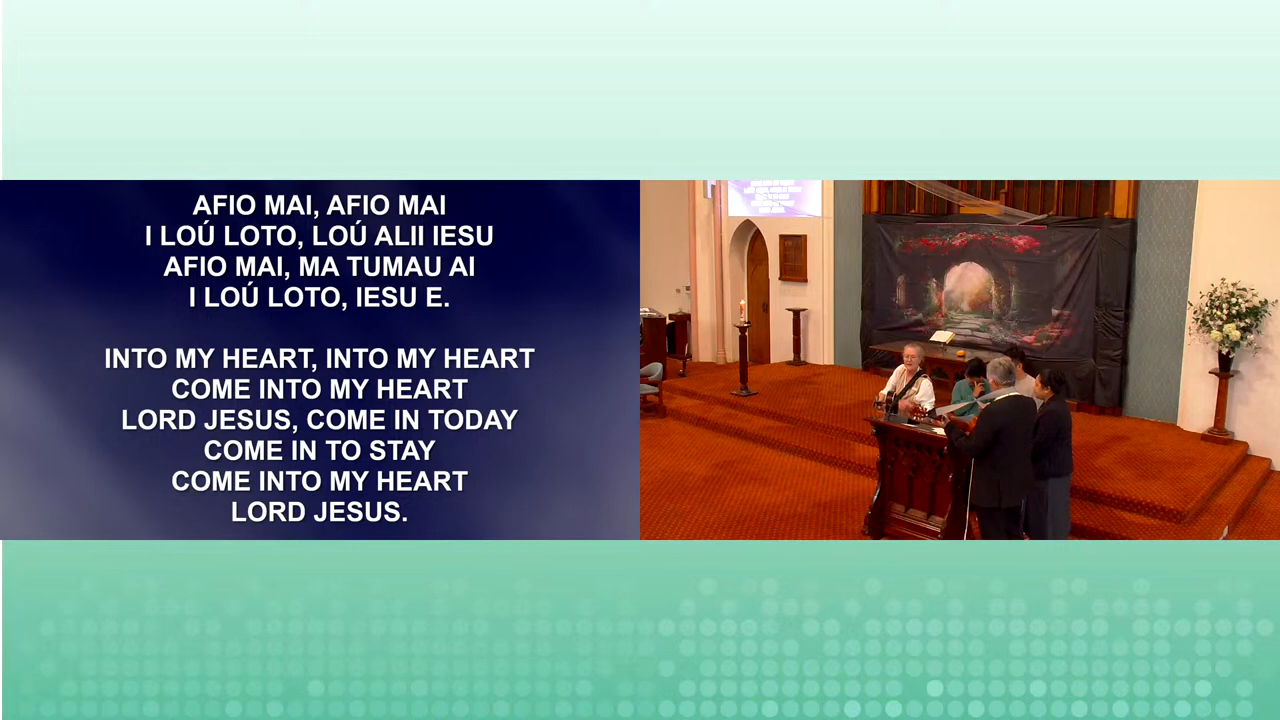 AFIO MAI, AFIO MAI
I LOÚ LOTO, LOÚ ALII IESU
AFIO MAI, MA TUMAU AI
I LOÚ LOTO, IESU E.
INTO MY HEART, INTO MY HEART
COME INTO MY HEART
LORD JESUS, COME IN TODAY
COME IN TO STAY
COME INTO MY HEART
LORD JESUS.